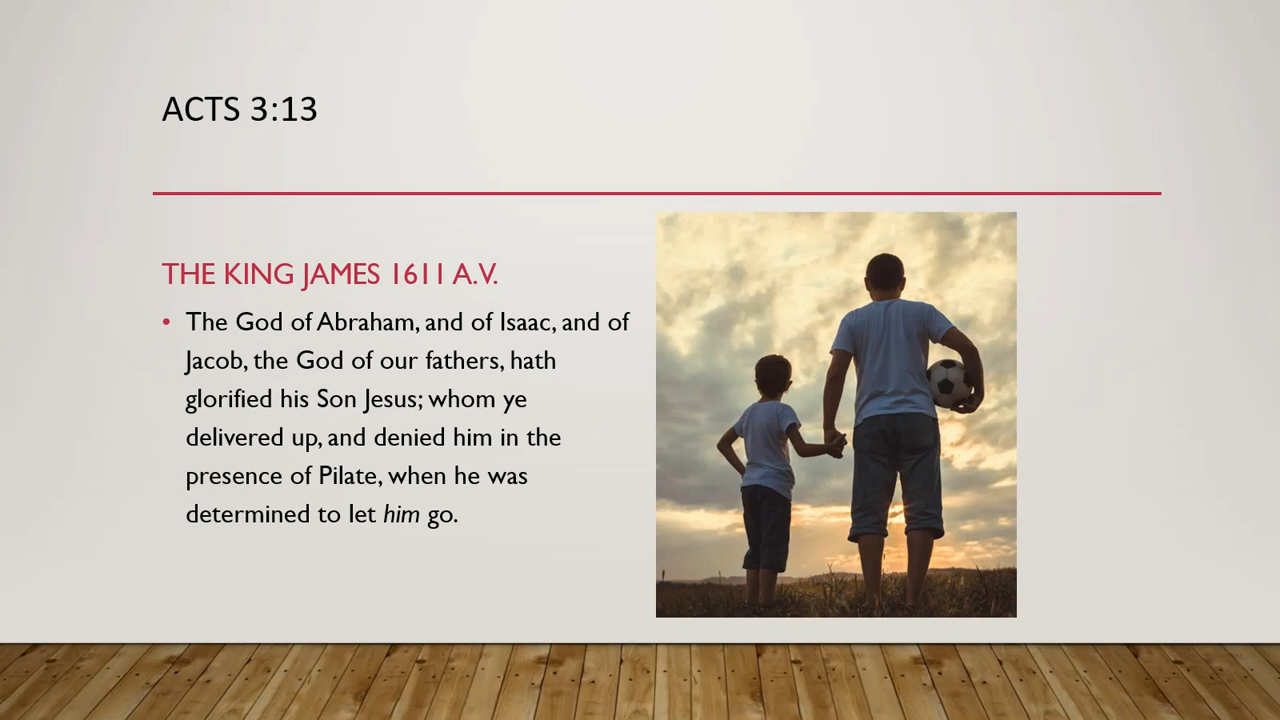 ACTS 3:13
THE KING JAMES 1611 A.V.
• The God of Abraham, and of Isaac, and of
Jacob, the God of our fathers, hath
glorified his Son Jesus; whom ye
delivered up, and denied him in the
presence of Pilate, when he was
determined to let him go.